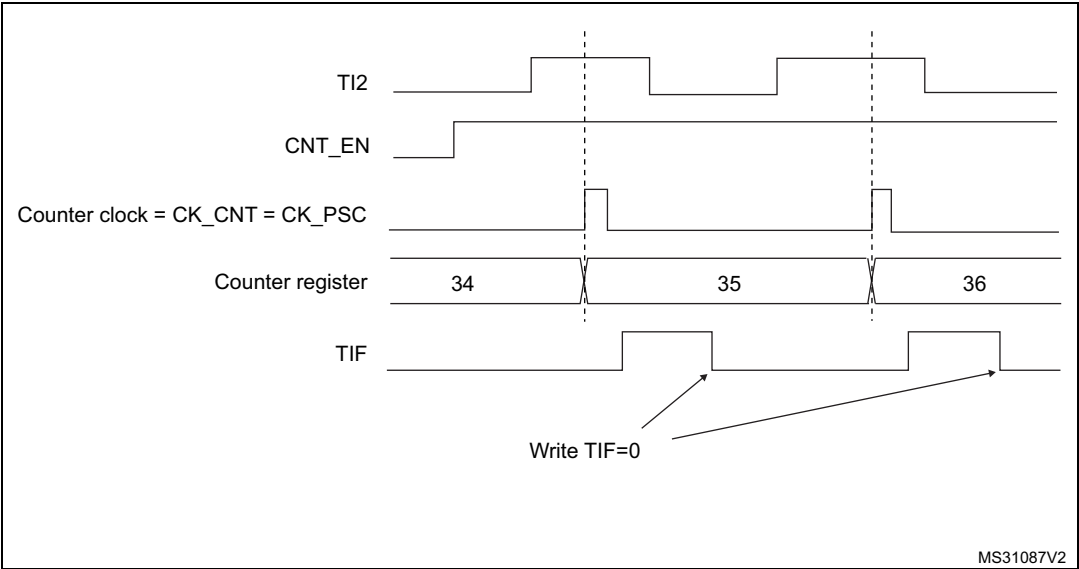 TI2
CNT_EN
Counter clock = CK_CNT = CK_PSC
Counter register 34 35 36
TIF
Write TIF=0
MS31087V2